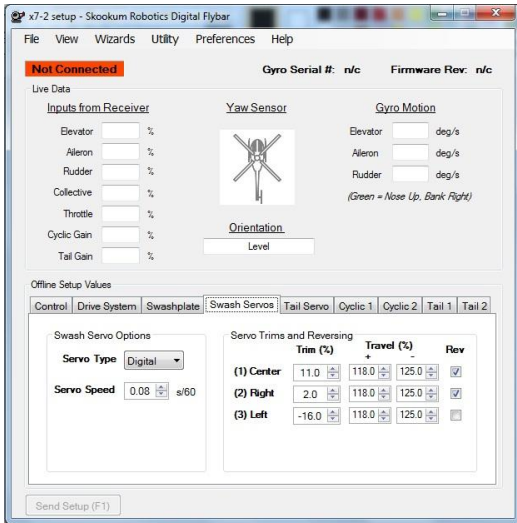 x7-2 setup - Skookum Robotics Digital Flybar
File View Wizards Utility Preferences Help
Not Connected Gyro Serial #: n/c Firmware Rev: n/c
Live Data
Inputs from Receiver Yaw Sensor Gyro Motion
Elevator % Elevator deg/s
Aileron % Aileron deg/s
Rudder % Rudder deg/s
Collective % (Green = Nose Up, Bank Right)
Throttle %
Cyclic Gain % Orientation
Tail Gain % Level
Offline Setup Values
Control Drive System Swashplate Swash Servos Tail Servo Cyclic 1 Cyclic 2 Tail 1 Tail 2
Swash Servo Options Servo Trims and Reversing
Trim (%) Travel (%) Rev
+ -
Servo Type Digital
(1) Center 11.0 118.0 125.0
Servo Speed 0.08 s/60 (2) Right 2.0 118.0 125.0
(3) Left -16.0 118.0 125.0
Send Setup (F1)